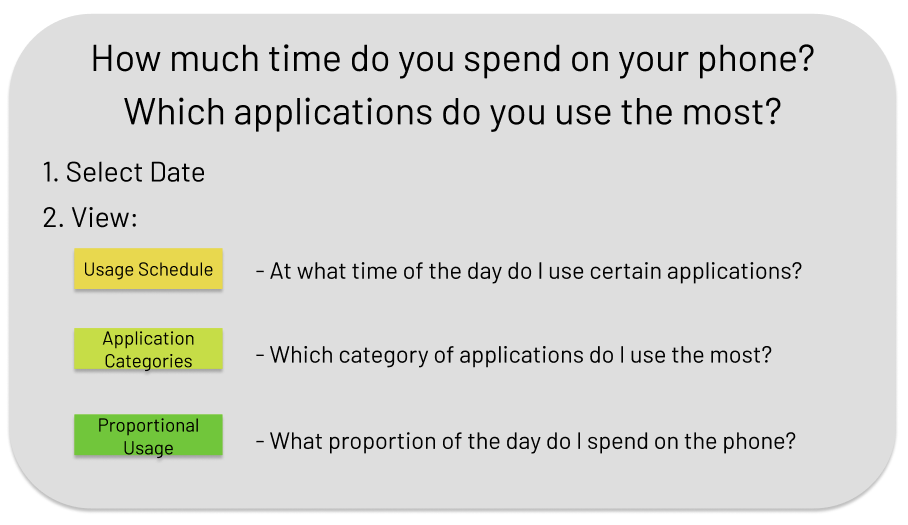 How much time do you spend on your phone?
Which applications do you use the most?
1. Select Date
2. View:
Usage Schedule
- At what time of the day do I use certain applications?
Application
Categories
- Which category of applications do I use the most?
Proportional
Usage
- What proportion of the day do I spend on the phone?